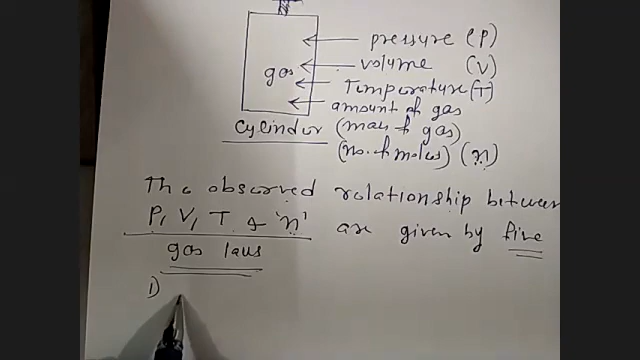 pressure (P)
gas
volume (V)
Temperature (T)
amount of gas
Cylindor (mass of gas)
(no. of moles) (n)
The observed relationship between
P, V, T & 'n' are given by five
gas laws
1)